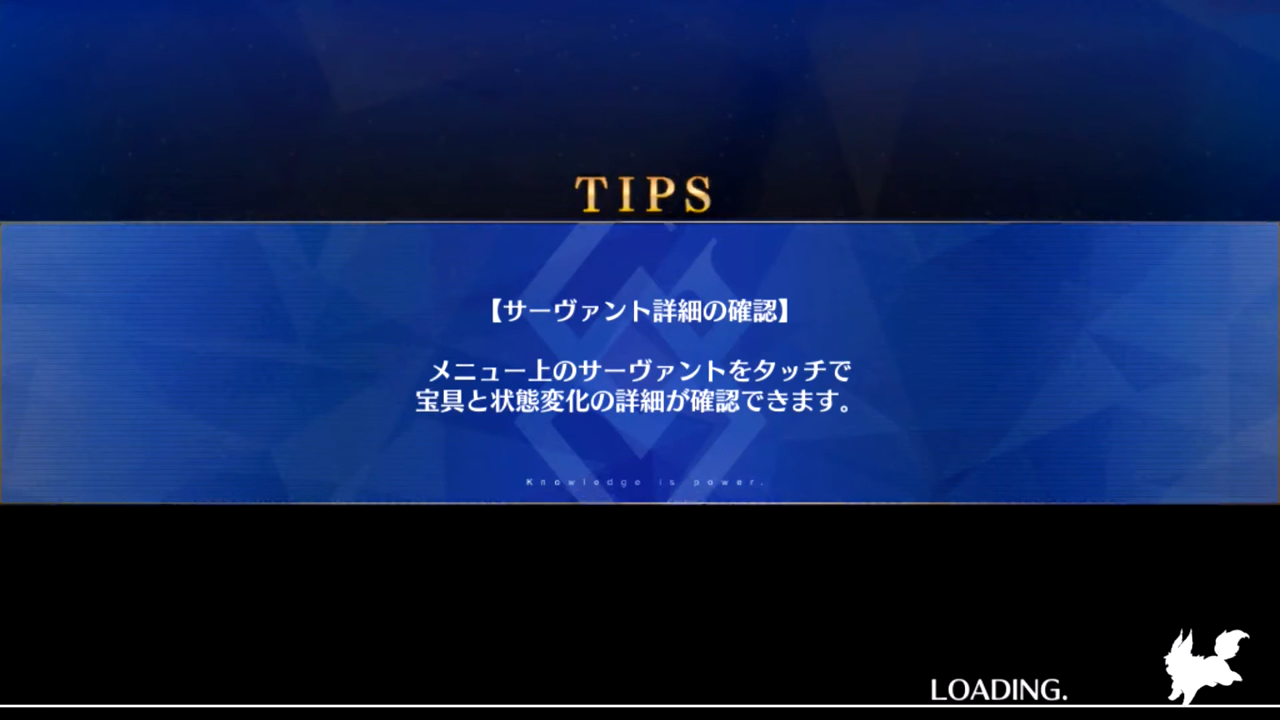 TIPS
【サーヴァント詳細の確認】
メニュー上のサーヴァントをタッチで
宝具と状態変化の詳細が確認できます。
Knowledge is power.
LOADING.